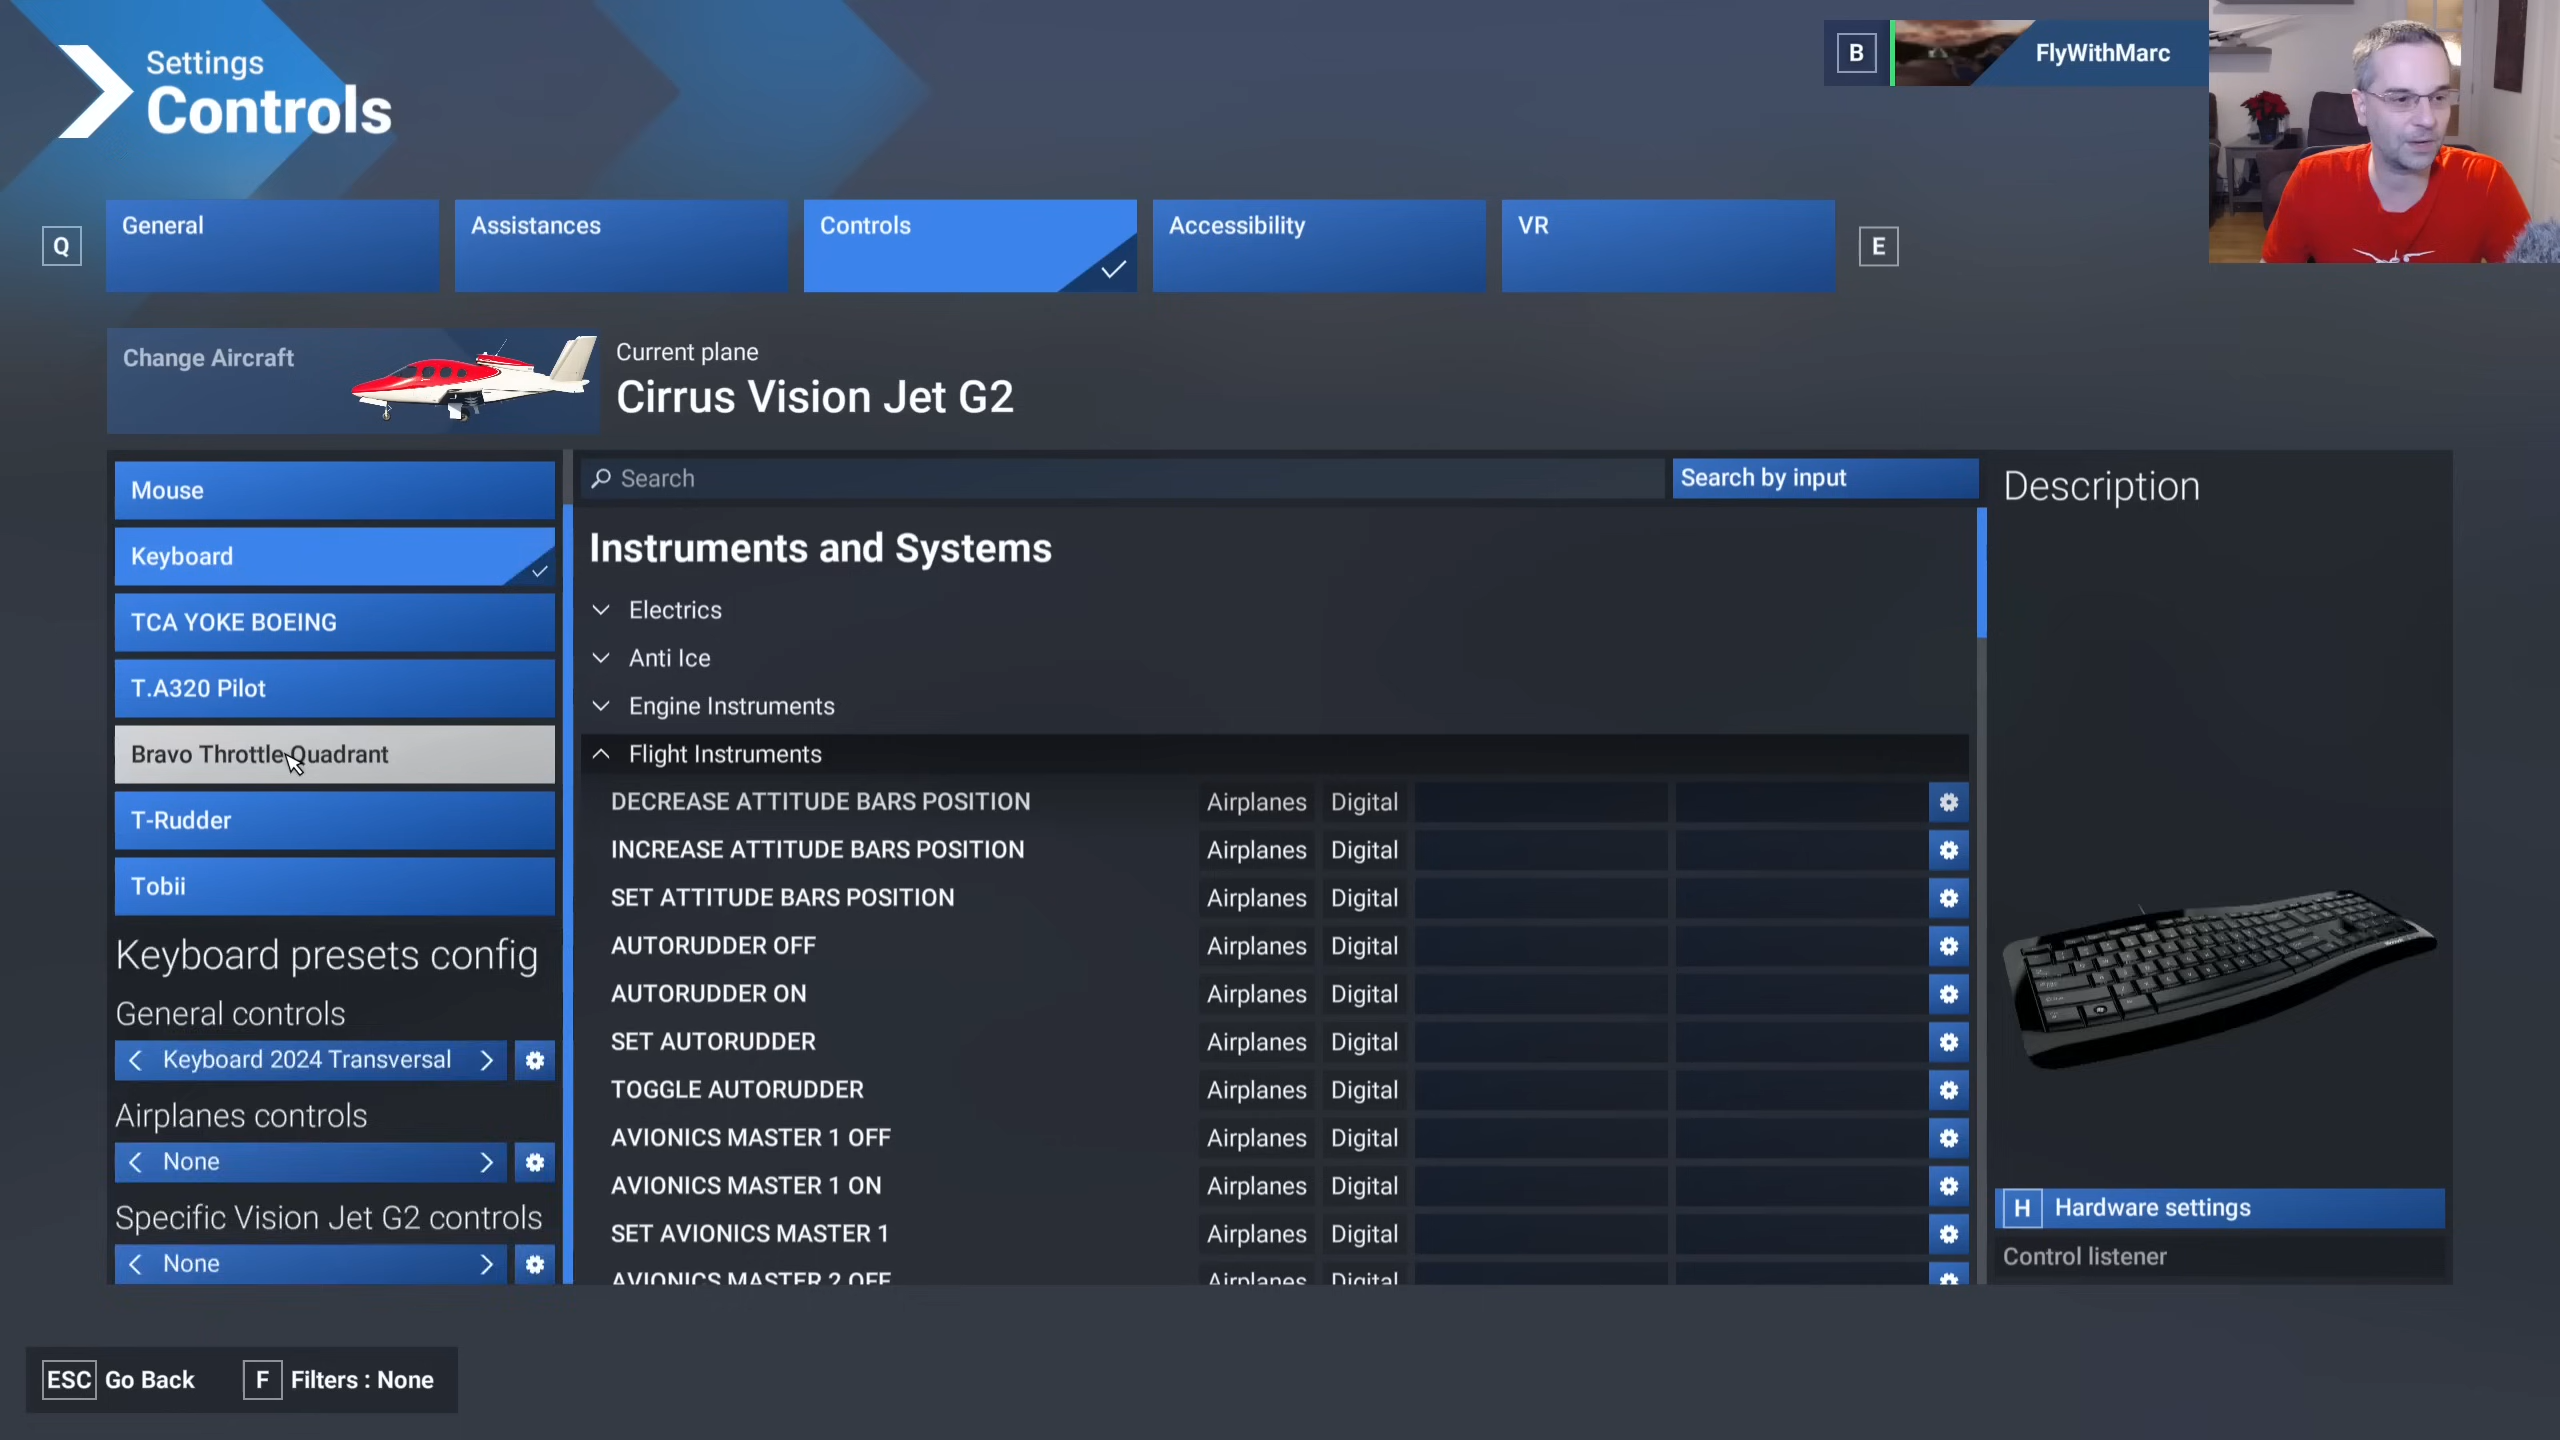 Settings
Controls
B FlyWithMarc
Q General Assistances Controls Accessibility VR E
Change Aircraft
Current plane
Cirrus Vision Jet G2
Mouse
Keyboard
TCA YOKE BOEING
T.A320 Pilot
Bravo Throttle Quadrant
T-Rudder
Tobii
Keyboard presets config
General controls
Keyboard 2024 Transversal
Airplanes controls
None
Specific Vision Jet G2 controls
None
Search Search by input
Instruments and Systems
Electrics
Anti Ice
Engine Instruments
Flight Instruments
DECREASE ATTITUDE BARS POSITION Airplanes Digital
INCREASE ATTITUDE BARS POSITION Airplanes Digital
SET ATTITUDE BARS POSITION Airplanes Digital
AUTORUDDER OFF Airplanes Digital
AUTORUDDER ON Airplanes Digital
SET AUTORUDDER Airplanes Digital
TOGGLE AUTORUDDER Airplanes Digital
AVIONICS MASTER 1 OFF Airplanes Digital
AVIONICS MASTER 1 ON Airplanes Digital
SET AVIONICS MASTER 1 Airplanes Digital
AVIONICS MASTER 2 OFF Airplanes Digital
Description
H Hardware settings
Control listener
ESC Go Back F Filters : None